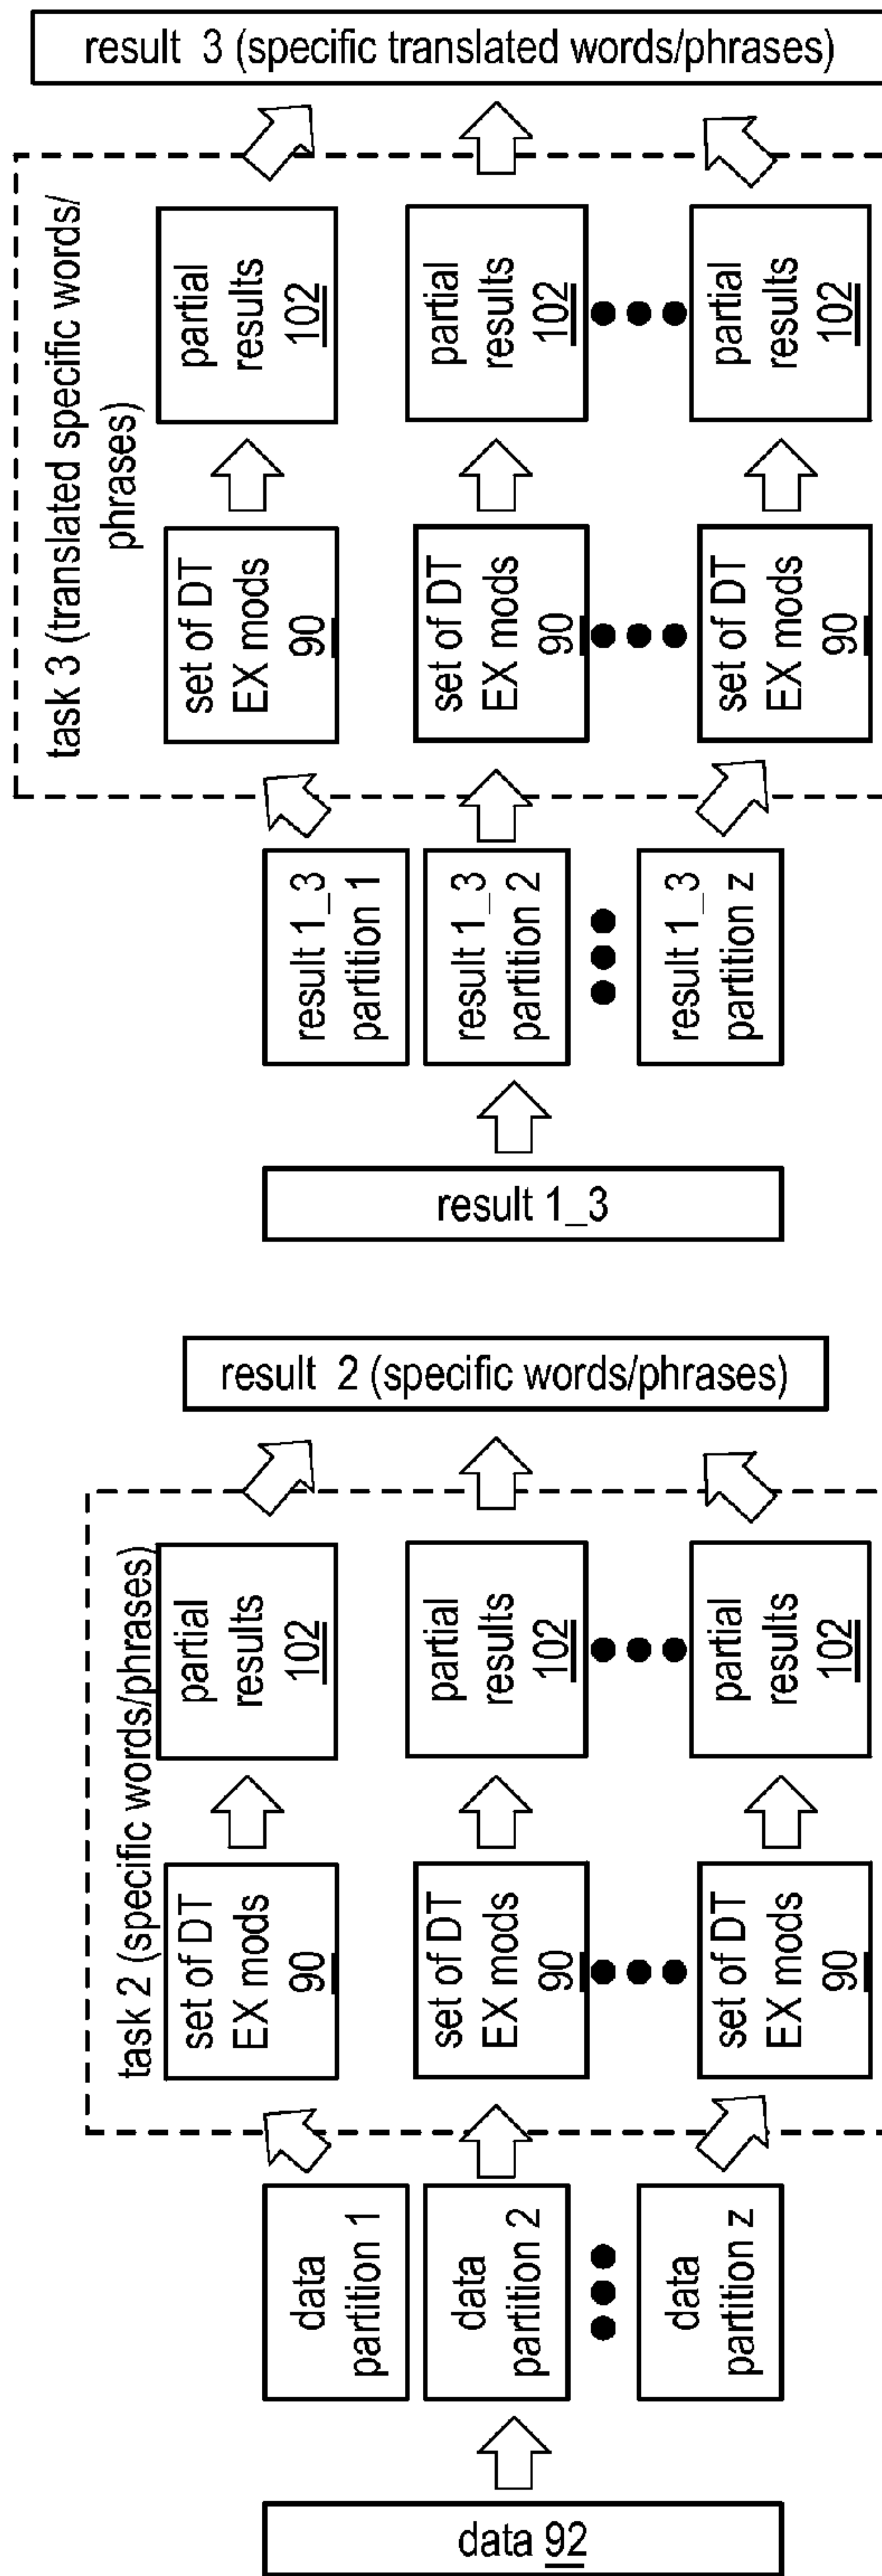 task 2 (specific words/phrases)
data 92
data
partition 1
data
partition 2
data
partition z
set of DT
EX mods
90
set of DT
EX mods
90
set of DT
EX mods
90
partial
results
102
partial
results
102
partial
results
102
result 2 (specific words/phrases)
task 3 (translated specific words/
phrases)
result 1_3
result 1_3
partition 1
result 1_3
partition 2
result 1_3
partition z
set of DT
EX mods
90
set of DT
EX mods
90
set of DT
EX mods
90
partial
results
102
partial
results
102
partial
results
102
result 3 (specific translated words/phrases)